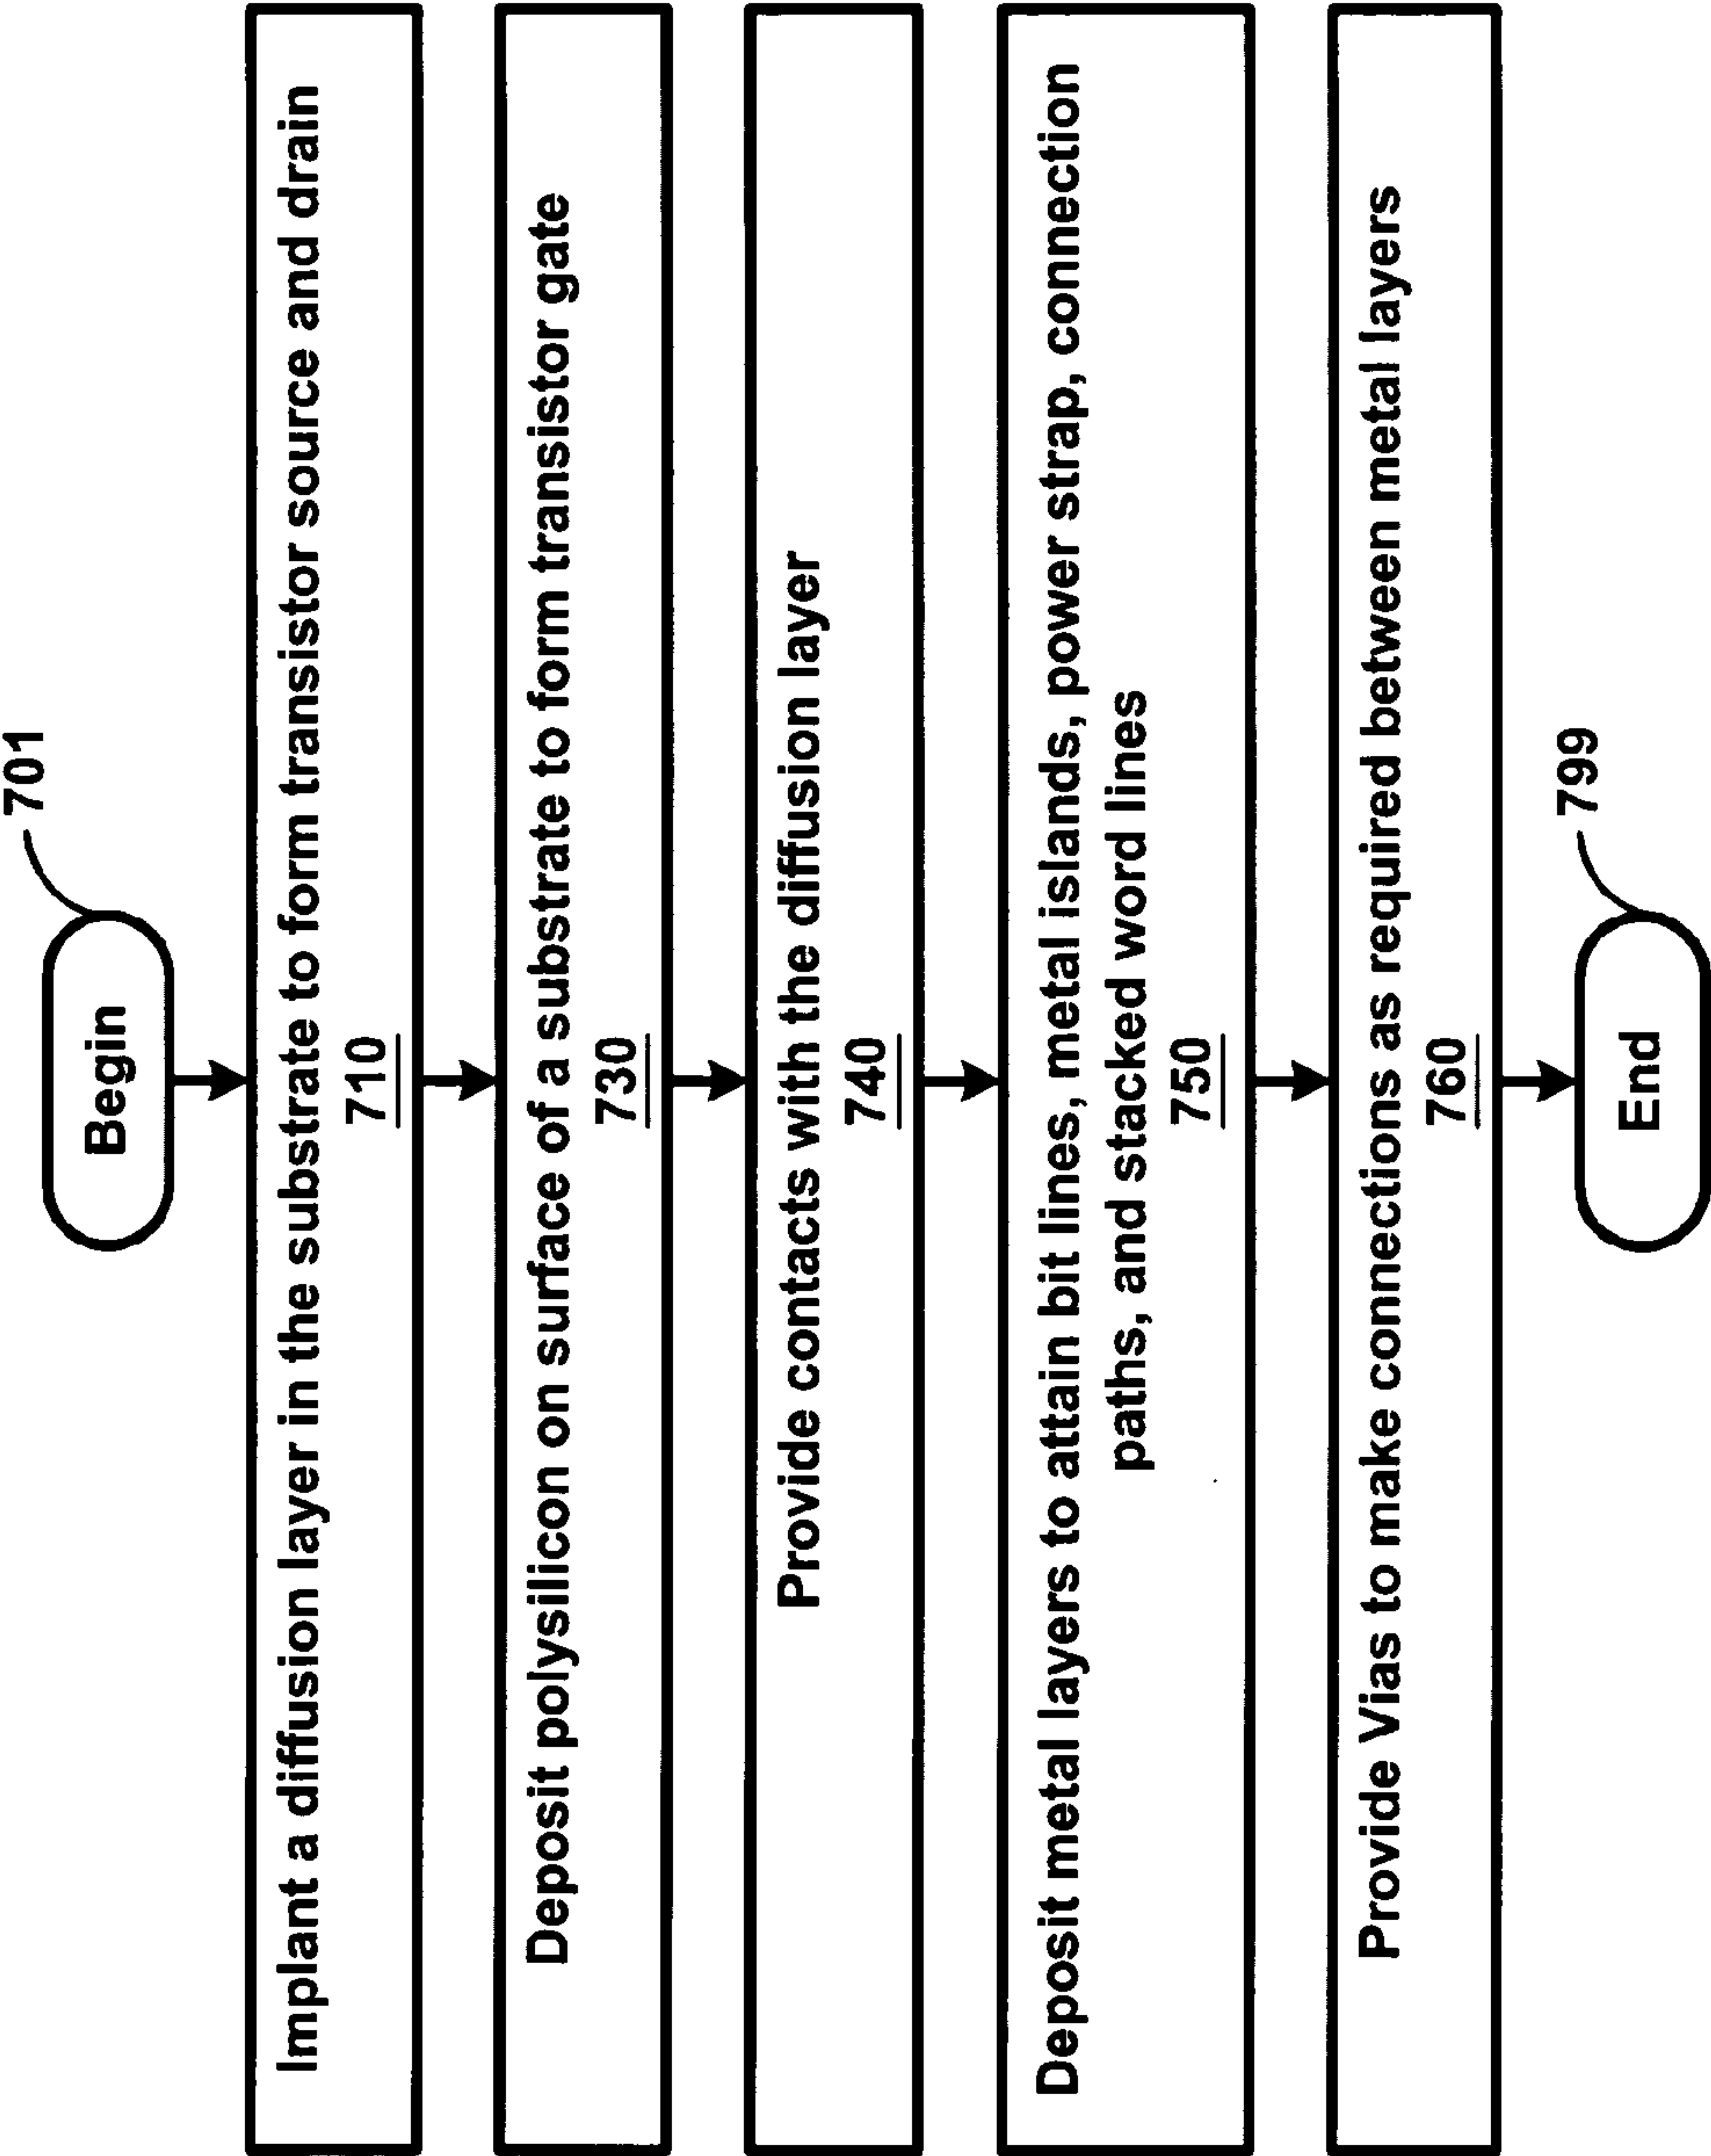 701
Begin
Implant a diffusion layer in the substrate to form transistor source and drain
710
Deposit polysilicon on surface of a substrate to form transistor gate
730
Provide contacts with the diffusion layer
740
Deposit metal layers to attain bit lines, metal islands, power strap, connection
paths, and stacked word lines
750
Provide Vias to make connections as required between metal layers
760
799
End